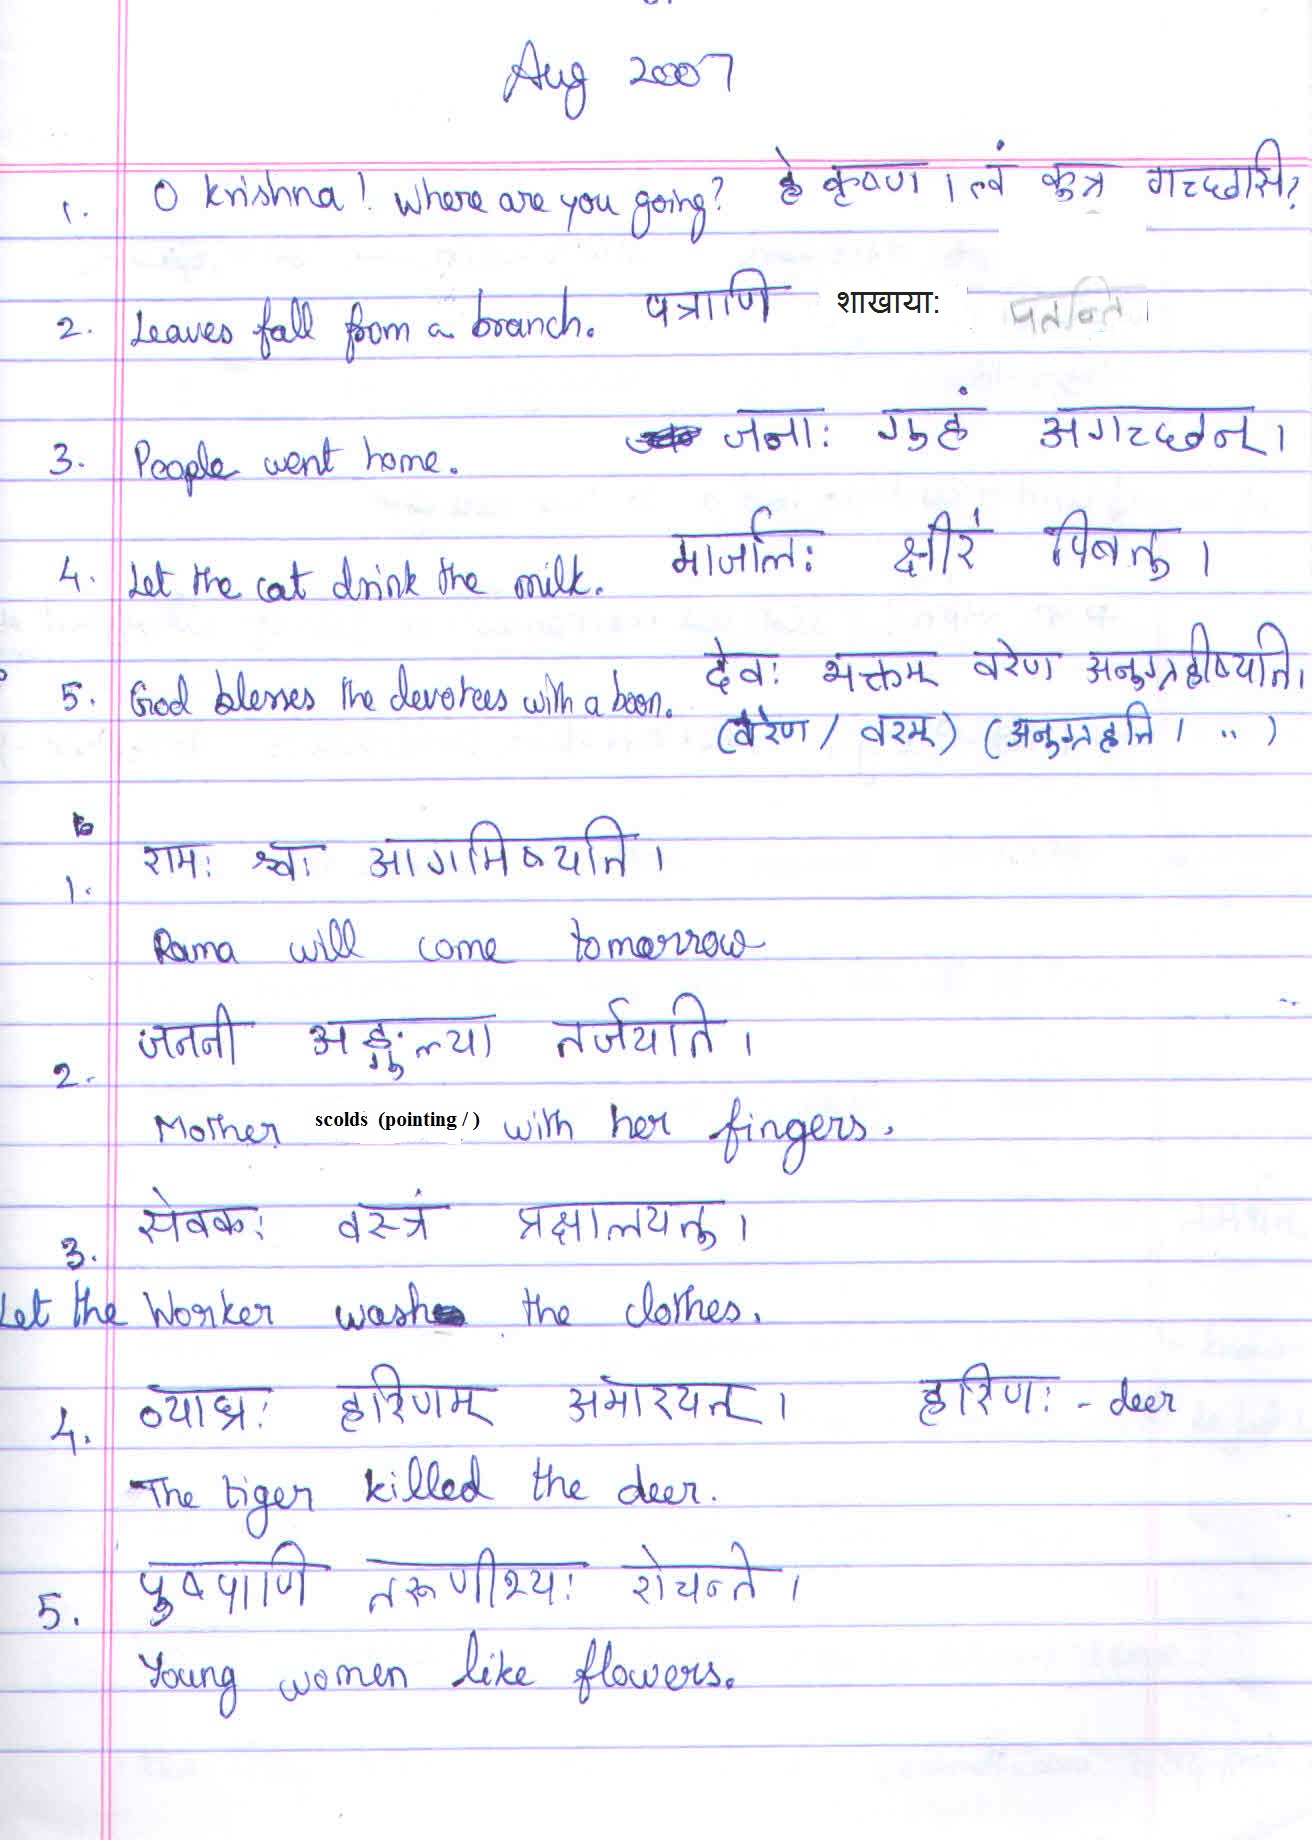 Aug 2007
1. O Krishna! Where are you going? हे कृष्ण । त्वं कुत्र गच्छसि?
2. Leaves fall from a branch. पत्राणि शाखाया: पतन्ति ।
3. People went home. जनाः गृहं अगच्छन् ।
4. Let the cat drink the milk. मार्जालः क्षीरं पिबतु ।
5. God blesses the devotees with a boon. देवः भक्तम् वरेण अनुग्रहीष्यति ।
(वरेण / वरम्) (अनुग्रहति । .. )
b
1. रामः श्वः आगमिष्यति ।
Rama will come tomorrow
2. जननी अङ्गुल्या तर्जयति ।
Mother scolds (pointing / ) with her fingers.
3. सेवकः वस्त्रं प्रक्षालयतु ।
Let the Worker wash the clothes.
4. व्याघ्रः हरिणम् अमारयत् । हरिणः - deer
The tiger killed the deer.
5. पुष्पाणि तरूणीभ्यः रोचन्ते ।
Young women like flowers.